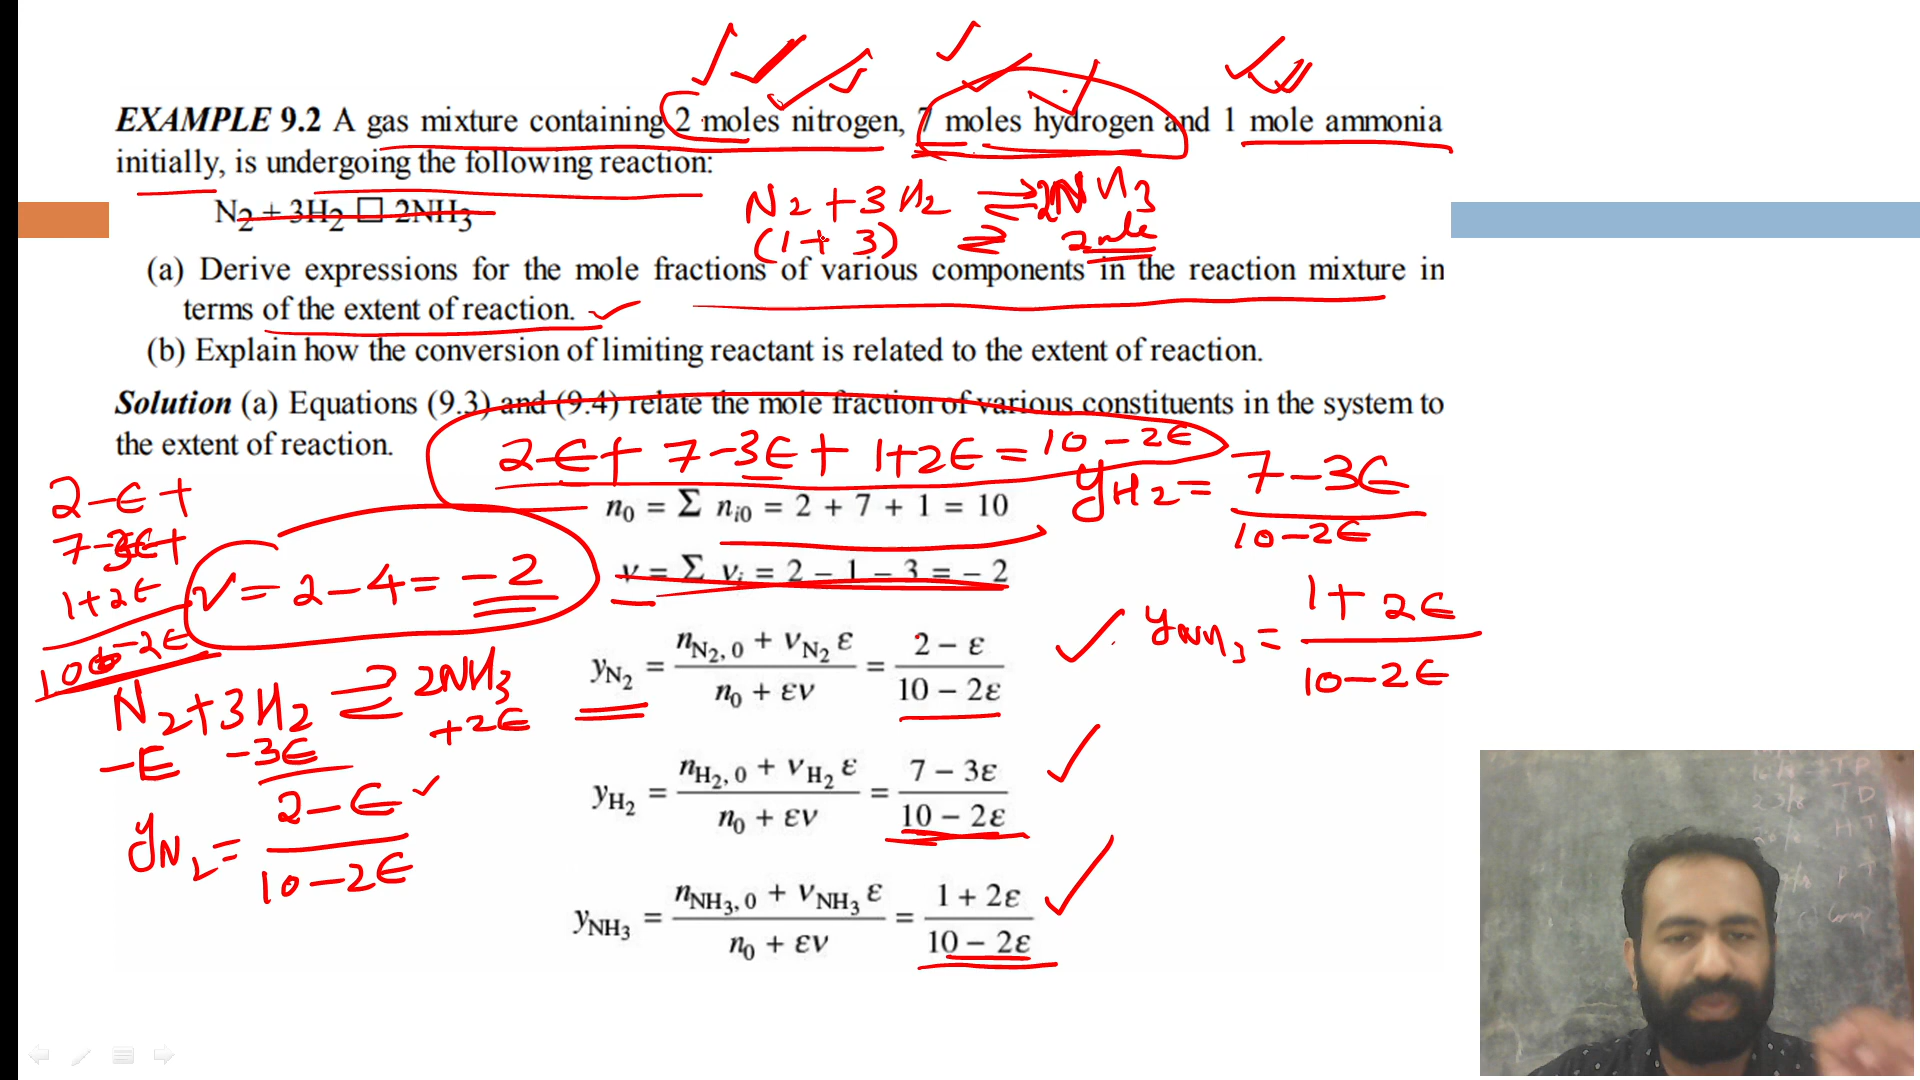 EXAMPLE 9.2 A gas mixture containing 2 moles nitrogen, 7 moles hydrogen and 1 mole ammonia
initially, is undergoing the following reaction:
N2 + 3H2 □ 2NH3
N2 + 3H2 ⇌ 2NH3
(1 + 3) ⇌ 2 mole
(a) Derive expressions for the mole fractions of various components in the reaction mixture in
terms of the extent of reaction.
(b) Explain how the conversion of limiting reactant is related to the extent of reaction.
Solution (a) Equations (9.3) and (9.4) relate the mole fraction of various constituents in the system to
the extent of reaction.
2-ϵ + 7-3ϵ + 1+2ϵ = 10-2ϵ
n0 = Σ ni0 = 2 + 7 + 1 = 10
ν = Σ νi = 2 − 1 − 3 = − 2
yN2 = (nN2, 0 + νN2 ε)/(n0 + εν) = (2 − ε)/(10 − 2ε)
yH2 = (nH2, 0 + νH2 ε)/(n0 + εν) = (7 − 3ε)/(10 − 2ε)
yNH3 = (nNH3, 0 + νNH3 ε)/(n0 + εν) = (1 + 2ε)/(10 − 2ε)
2-ϵ +
7-3ϵ+
1+2ϵ
10-2ϵ
ν = 2-4 = -2
N2+3H2 ⇌ 2NH3
-ϵ -3ϵ +2ϵ
yN2 = (2-ϵ)/(10-2ϵ)
yH2 = (7-3ϵ)/(10-2ϵ)
yNH3 = (1+2ϵ)/(10-2ϵ)